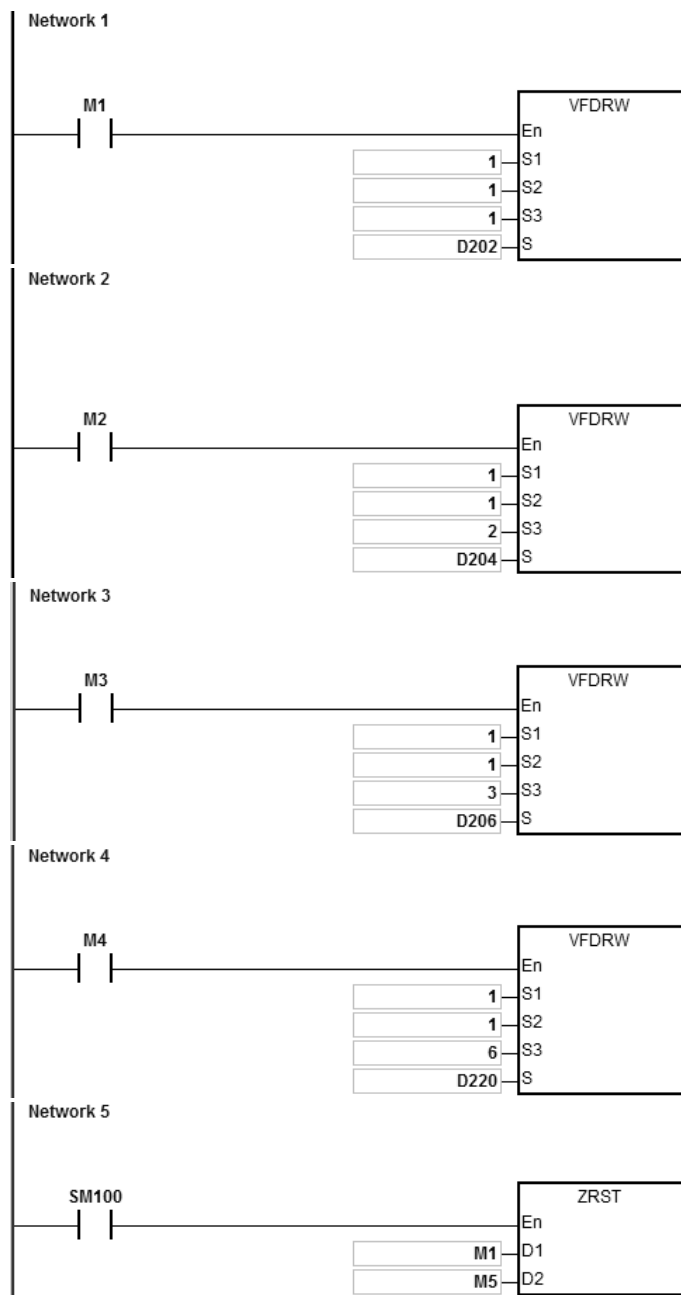 Network 1
M1
VFDRW
En
1 S1
1 S2
1 S3
D202 S
Network 2
M2
VFDRW
En
1 S1
1 S2
2 S3
D204 S
Network 3
M3
VFDRW
En
1 S1
1 S2
3 S3
D206 S
Network 4
M4
VFDRW
En
1 S1
1 S2
6 S3
D220 S
Network 5
SM100
ZRST
En
M1 D1
M5 D2